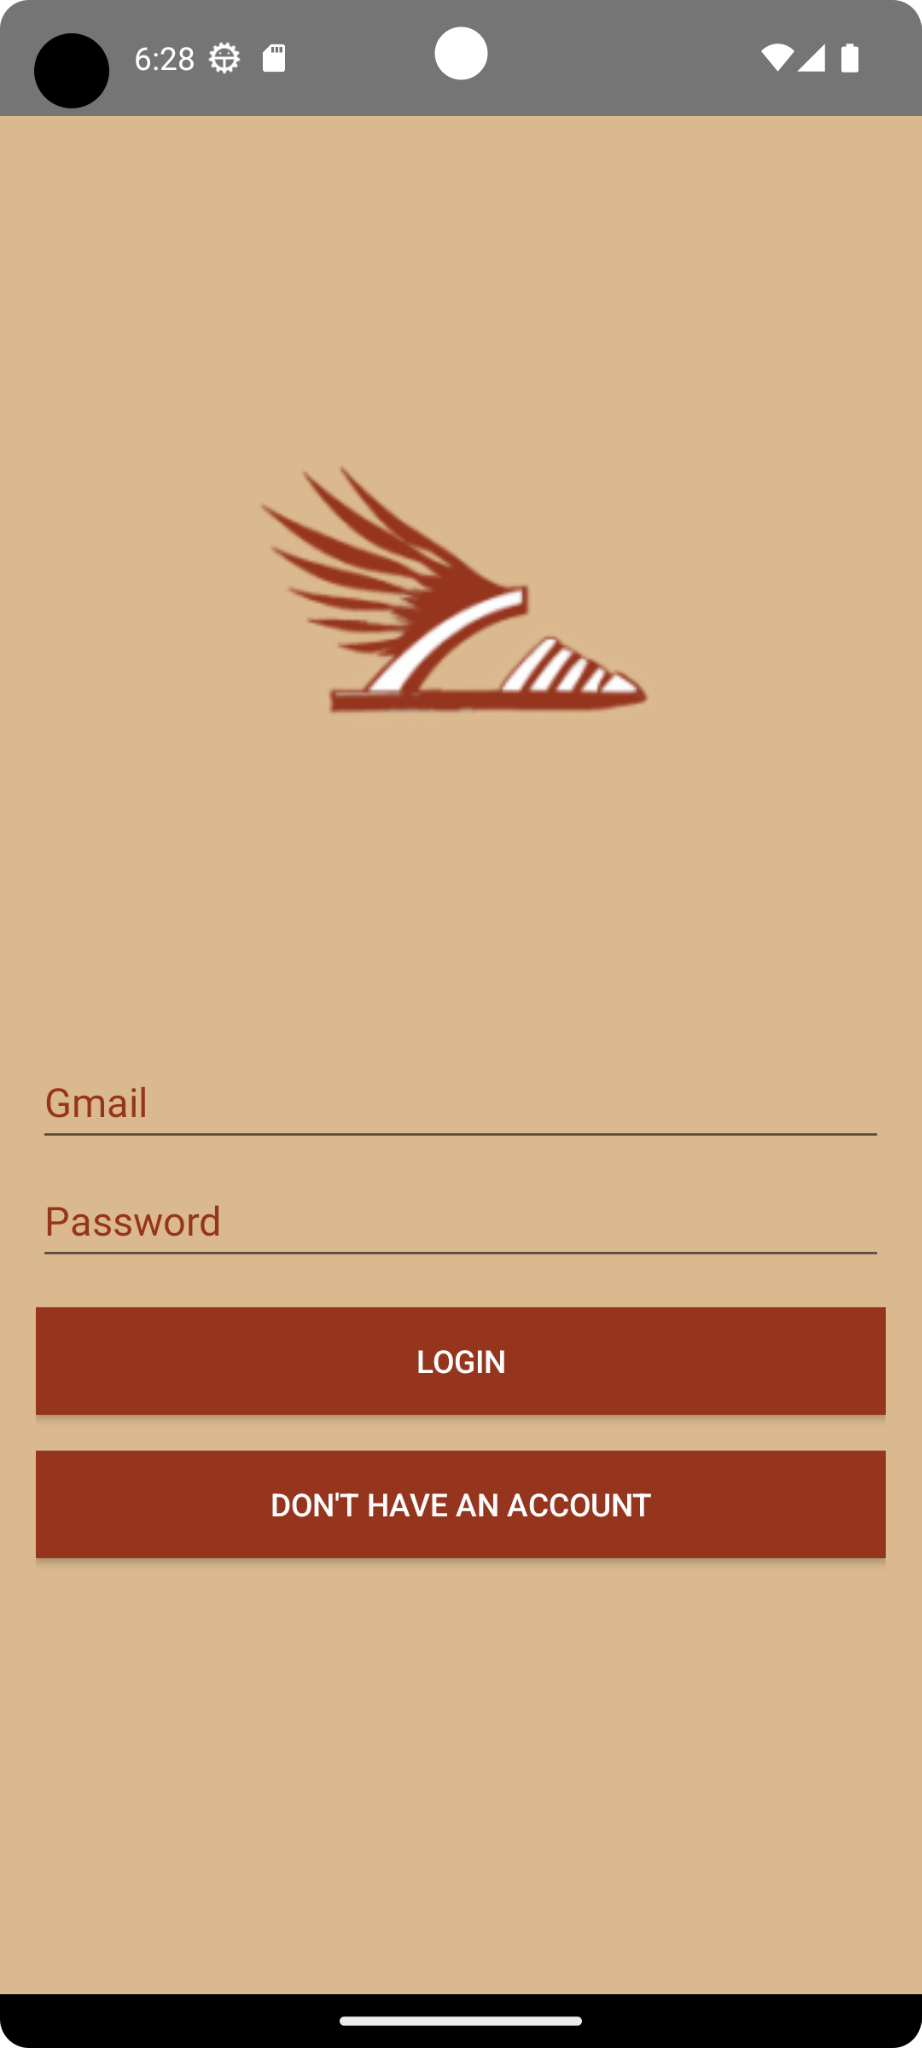 6:28
Gmail
Password
LOGIN
DON'T HAVE AN ACCOUNT